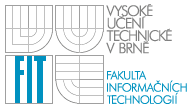 VYSOKÉ
UČENÍ
TECHNICKÉ
V BRNĚ
FIT
FAKULTA
INFORMAČNÍCH
TECHNOLOGIÍ